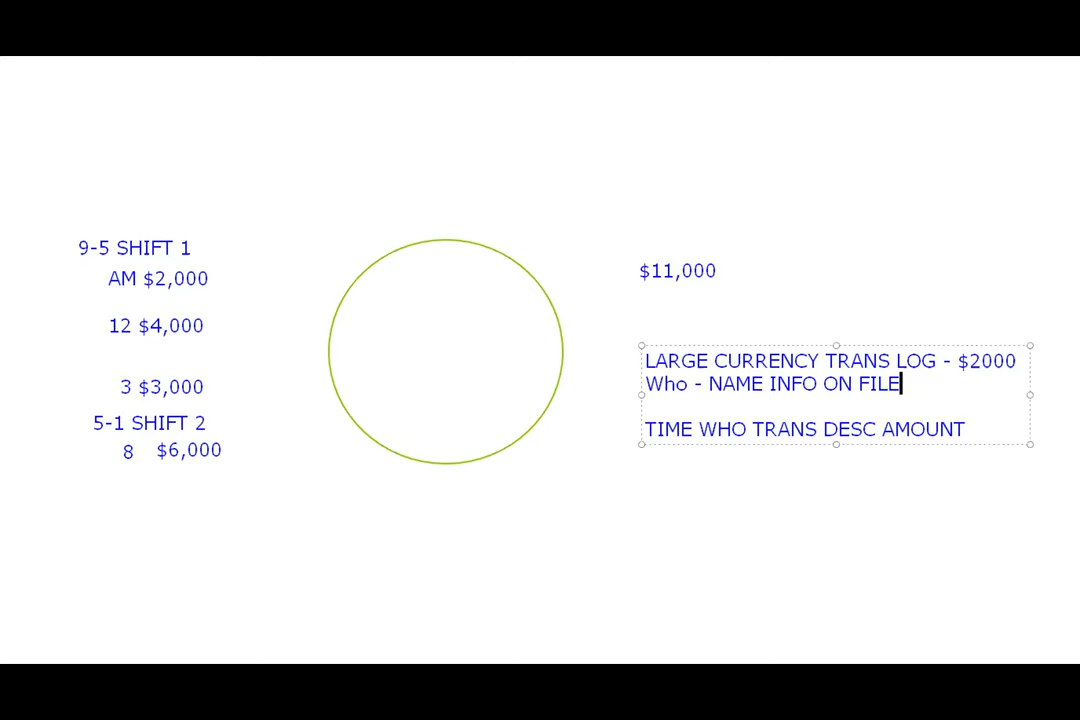 9-5 SHIFT 1
AM $2,000
12 $4,000
3 $3,000
5-1 SHIFT 2
8 $6,000
$11,000
LARGE CURRENCY TRANS LOG - $2000
Who - NAME INFO ON FILE
TIME WHO TRANS DESC AMOUNT